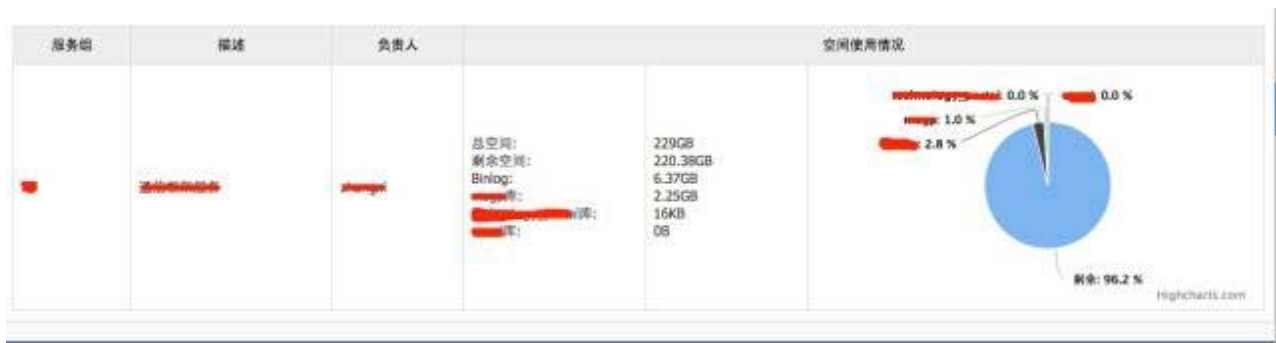 服务组 描述 负责人 空间使用情况
总空间: 229GB
剩余空间: 220.38GB
Binlog: 6.37GB
库: 2.25GB
库: 16KB
库: 0B
: 0.0 % : 0.0 %
: 1.0 %
: 2.8 %
剩余: 96.2 %
Highcharts.com